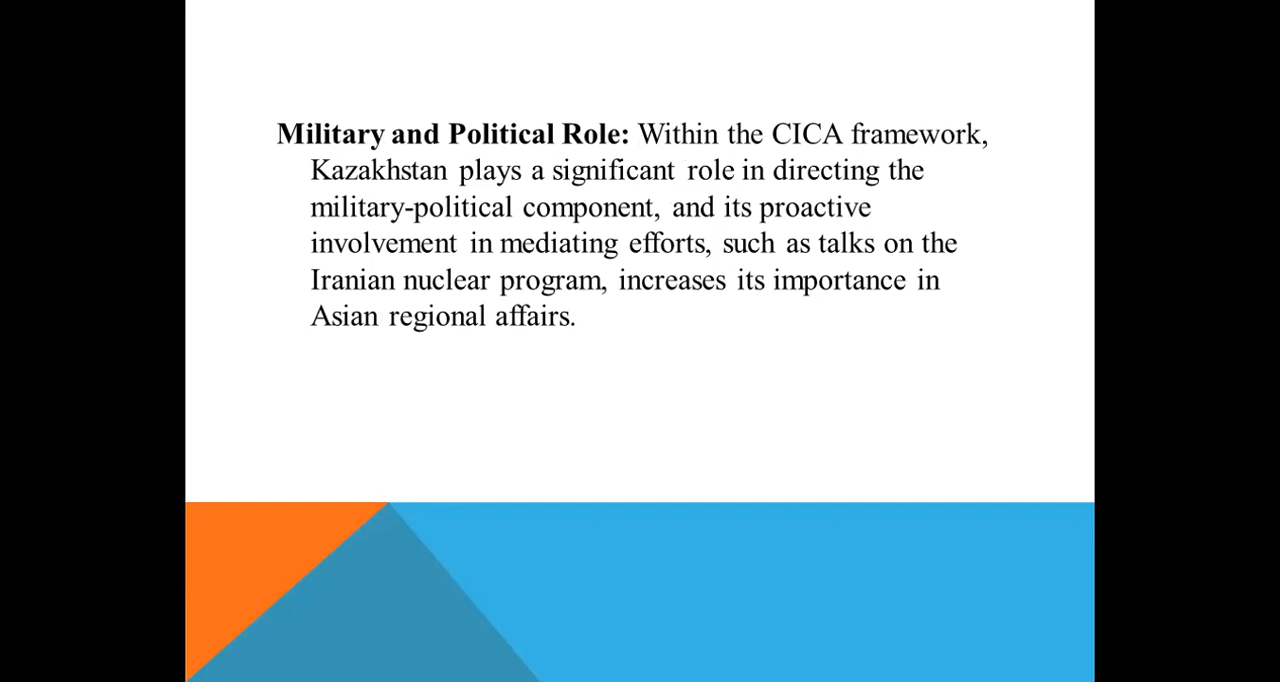 Military and Political Role: Within the CICA framework,
Kazakhstan plays a significant role in directing the
military-political component, and its proactive
involvement in mediating efforts, such as talks on the
Iranian nuclear program, increases its importance in
Asian regional affairs.